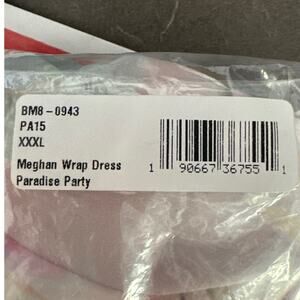 BM8-0943
PA15
XXXL
Meghan Wrap Dress
Paradise Party
1 90667 36755 1